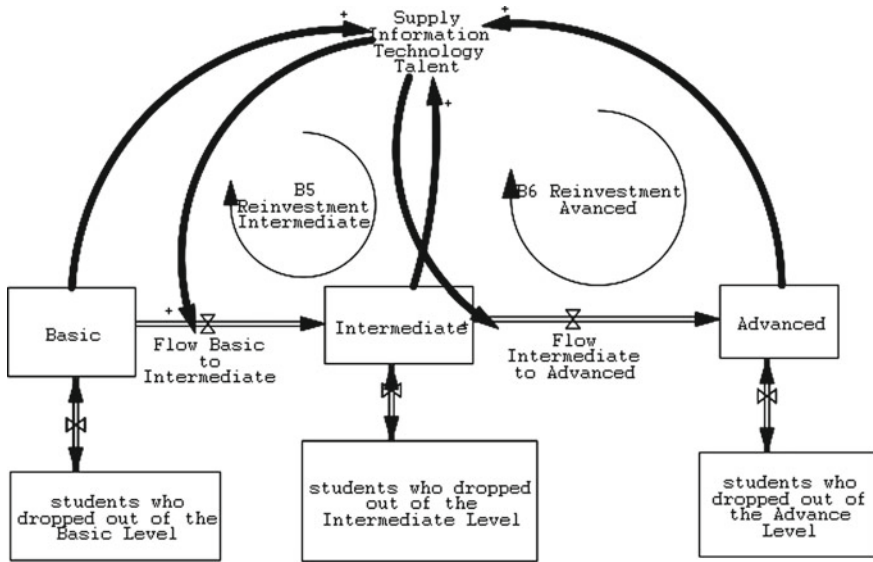 +
+
Supply
Information
Technology
Talent
+
B5
Reinvestment
Intermediate
B6 Reinvestment
Avanced
+
Basic
Flow Basic
to
Intermediate
Intermediate
+
Flow
Intermediate
to Advanced
Advanced
students who
dropped out of the
Basic Level
students who dropped
out of the
Intermediate Level
students who
dropped out of
the Advance
Level